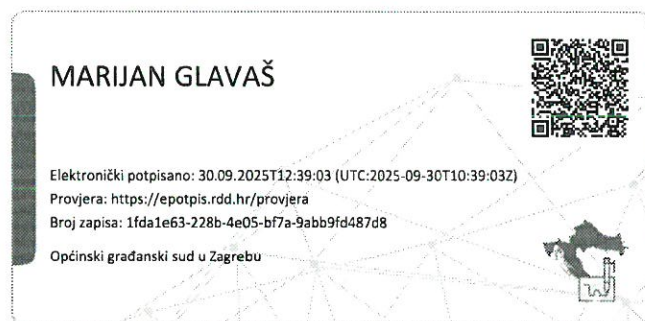 MARIJAN GLAVAŠ
Elektronički potpisano: 30.09.2025T12:39:03 (UTC:2025-09-30T10:39:03Z)
Provjera: https://epotpis.rdd.hr/provjera
Broj zapisa: 1fda1e63-228b-4e05-bf7a-9abb9fd487d8
Općinski građanski sud u Zagrebu